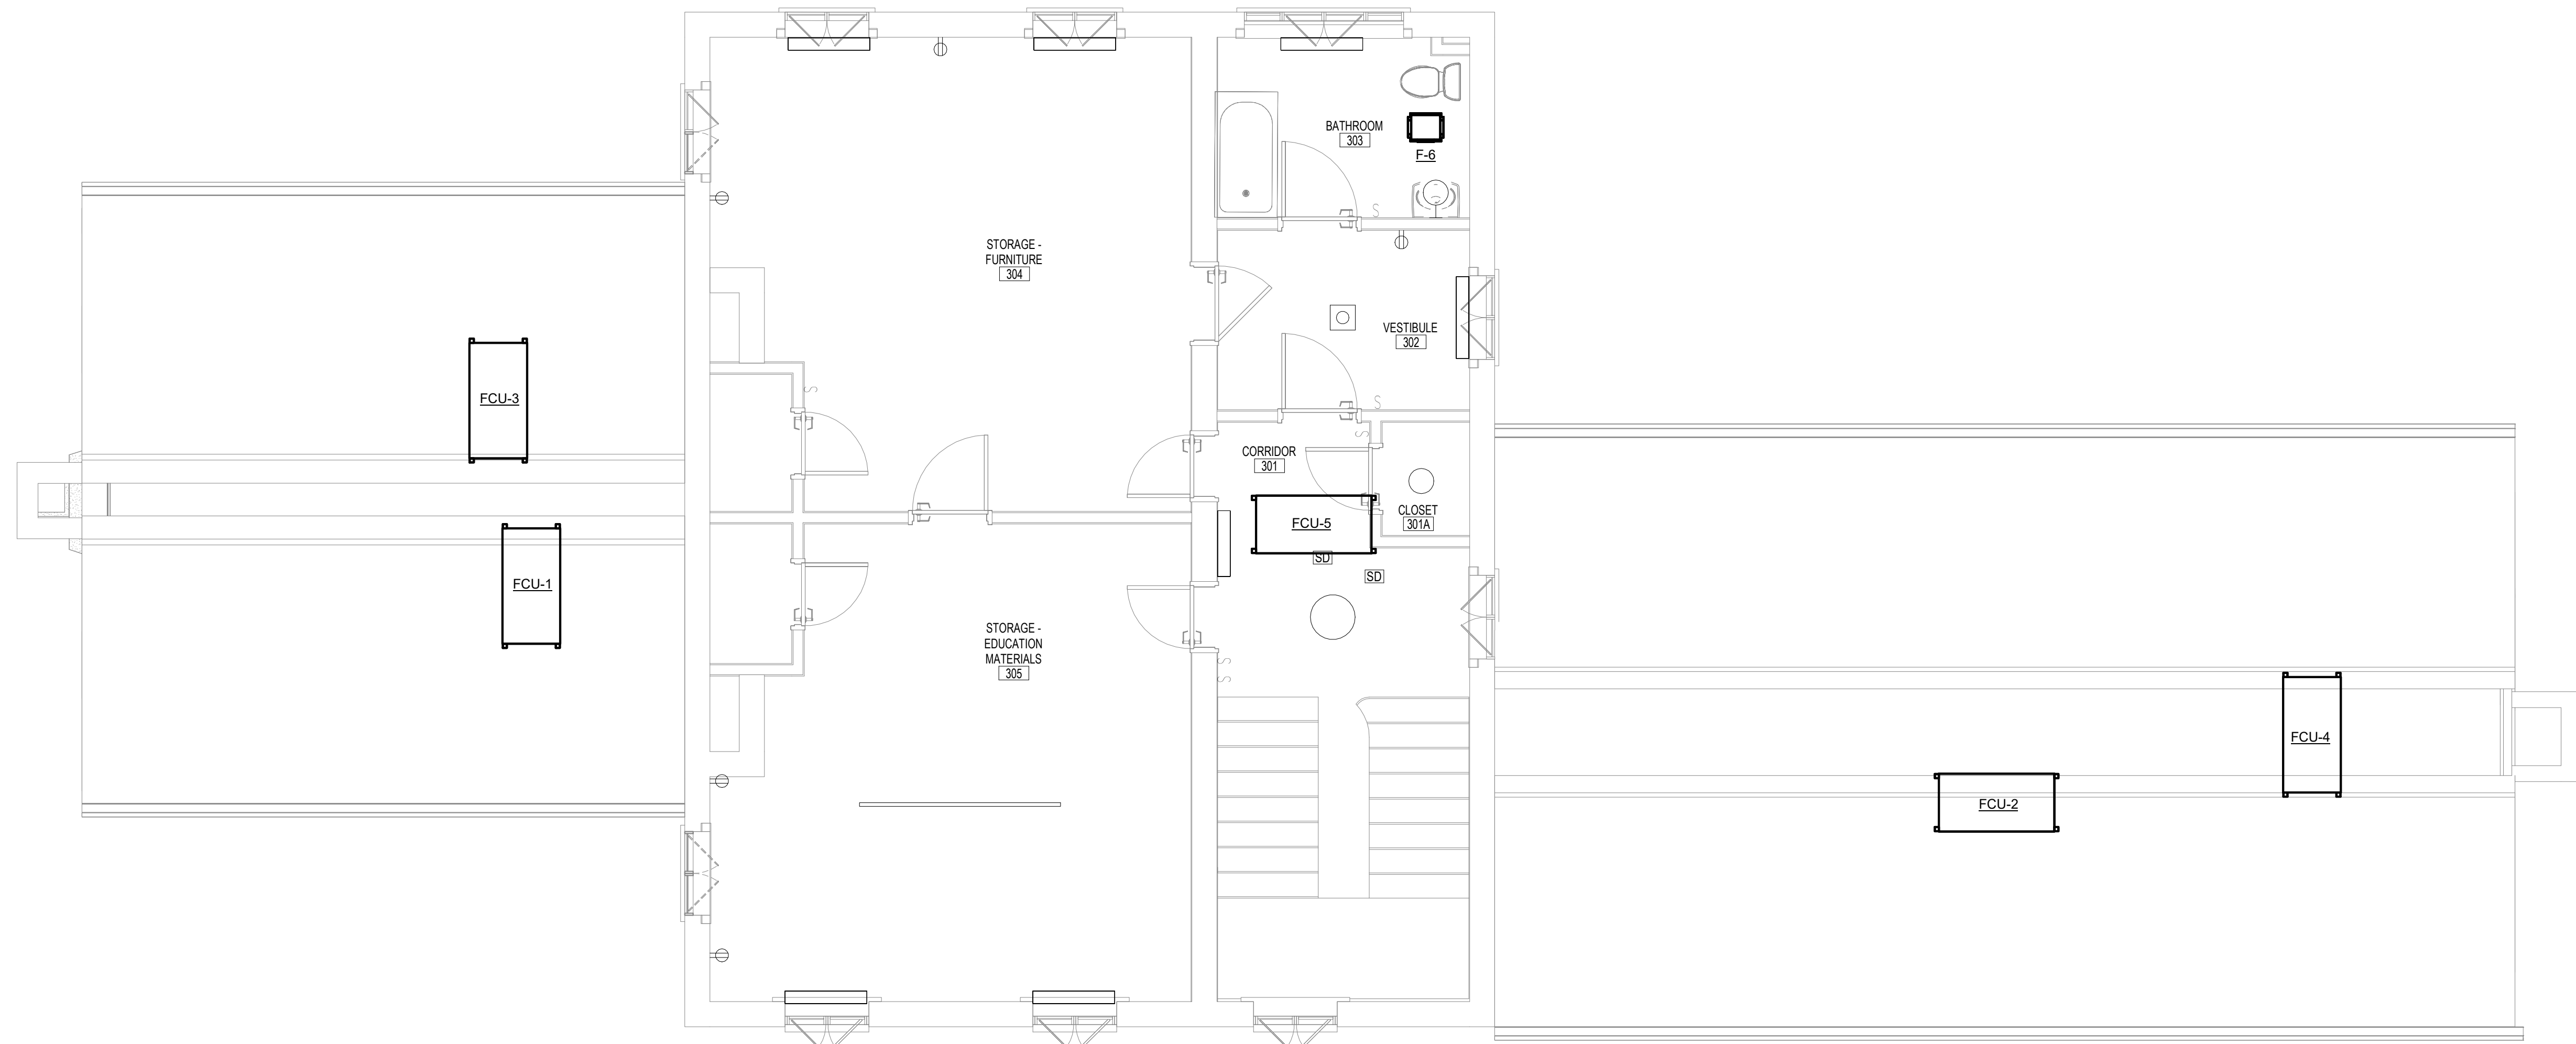 BATHROOM
303
F-6
S
STORAGE -
FURNITURE
304
VESTIBULE
302
S
S
FCU-3
S
CORRIDOR
301
CLOSET
301A
FCU-5
SD
SD
FCU-1
STORAGE -
EDUCATION
MATERIALS
305
S
S
FCU-4
FCU-2